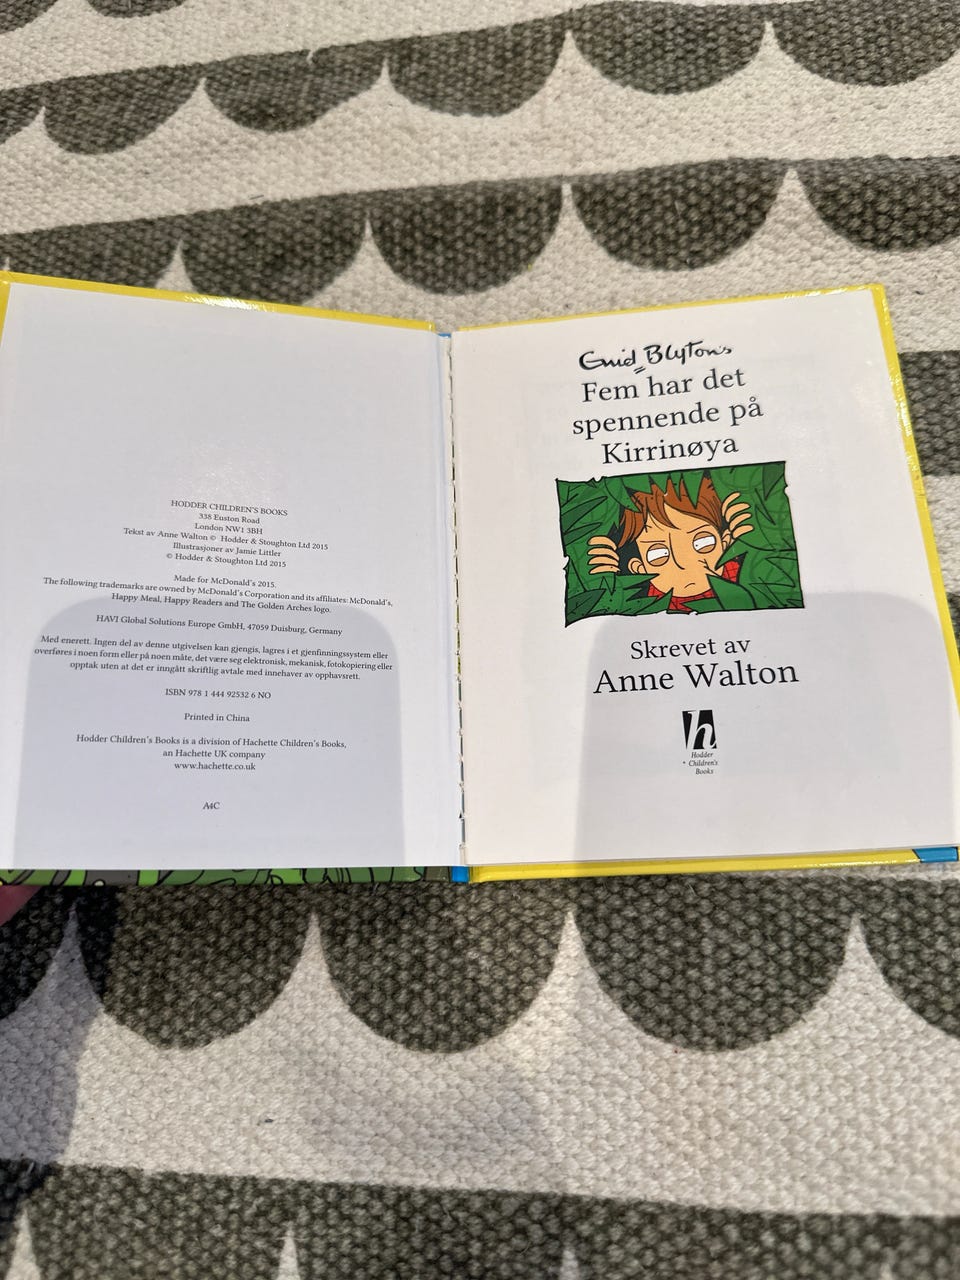 HODDER CHILDREN'S BOOKS
338 Euston Road
London NW1 3BH
Tekst av Anne Walton © Hodder & Stoughton Ltd 2015
Illustrasjoner av Jamie Littler
© Hodder & Stoughton Ltd 2015
Made for McDonald's 2015.
The following trademarks are owned by McDonald's Corporation and its affiliates: McDonald's,
Happy Meal, Happy Readers and The Golden Arches logo.
HAVI Global Solutions Europe GmbH, 47059 Duisburg, Germany
Med enerett. Ingen del av denne utgivelsen kan gjengis, lagres i et gjenfinningssystem eller
overføres i noen form eller på noen måte, det være seg elektronisk, mekanisk, fotokopiering eller
opptak uten at det er inngått skriftlig avtale med innehaver av opphavsrett.
ISBN 978 1 444 92532 6 NO
Printed in China
Hodder Children's Books is a division of Hachette Children's Books,
an Hachette UK company
www.hachette.co.uk
A4C
Enid Blyton's
Fem har det
spennende på
Kirrinøya
Skrevet av
Anne Walton
h
Hodder
Children's
Books